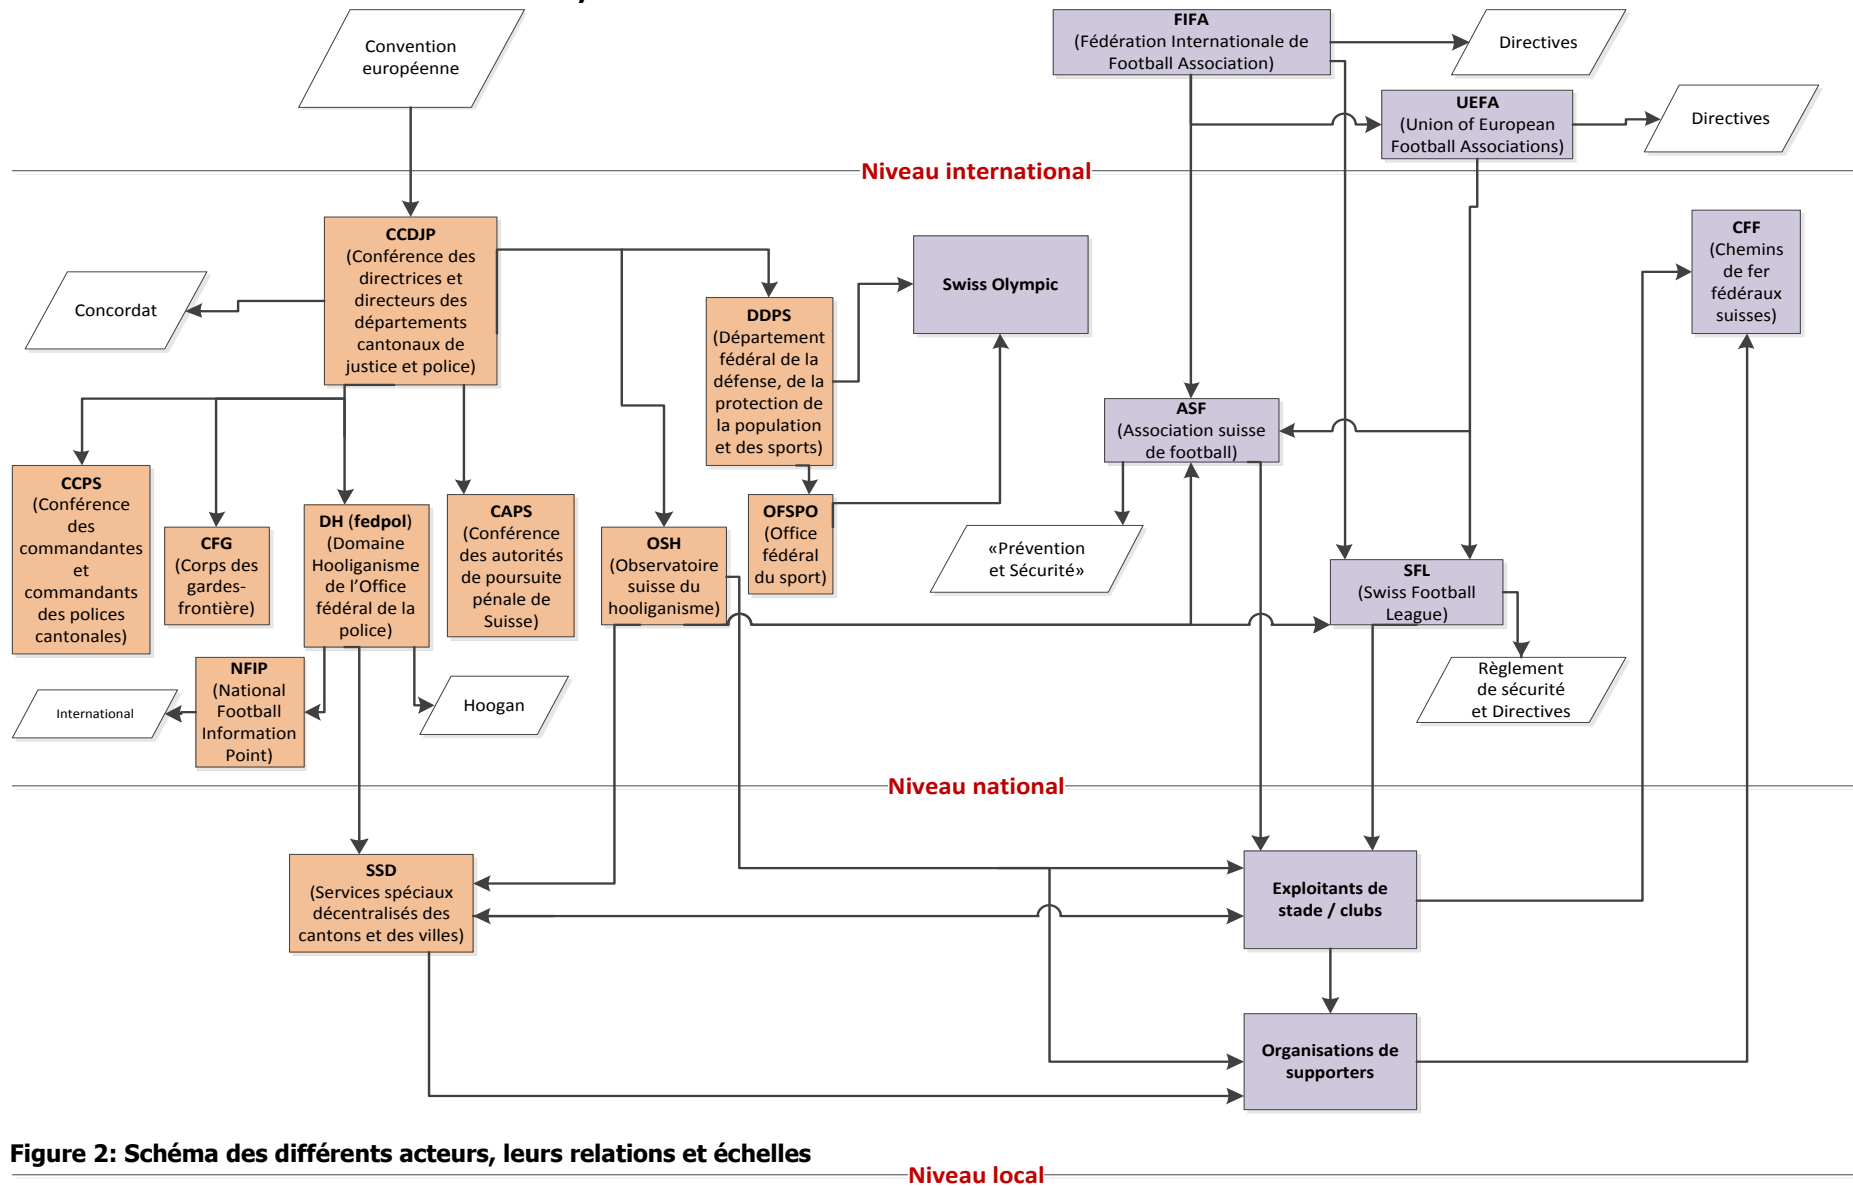 Convention
européenne
FIFA
(Fédération Internationale de
Football Association)
Directives
UEFA
(Union of European
Football Associations)
Directives
Niveau international
CCDJP
(Conférence des
directrices et
directeurs des
départements
cantonaux de
justice et police)
Concordat
DDPS
(Département
fédéral de la
défense, de la
protection de
la population
et des sports)
Swiss Olympic
CFF
(Chemins
de fer
fédéraux
suisses)
ASF
(Association suisse
de football)
CCPS
(Conférence
des
commandantes
et
commandants
des polices
cantonales)
CFG
(Corps des
gardes-
frontière)
DH (fedpol)
(Domaine
Hooliganisme
de l’Office
fédéral de la
police)
CAPS
(Conférence
des autorités
de poursuite
pénale de
Suisse)
OSH
(Observatoire
suisse du
hooliganisme)
OFSPO
(Office
fédéral
du sport)
«Prévention
et Sécurité»
SFL
(Swiss Football
League)
NFIP
(National
Football
Information
Point)
International
Hoogan
Règlement
de sécurité
et Directives
Niveau national
SSD
(Services spéciaux
décentralisés des
cantons et des villes)
Exploitants de
stade / clubs
Organisations de
supporters
Figure 2: Schéma des différents acteurs, leurs relations et échelles
Niveau local